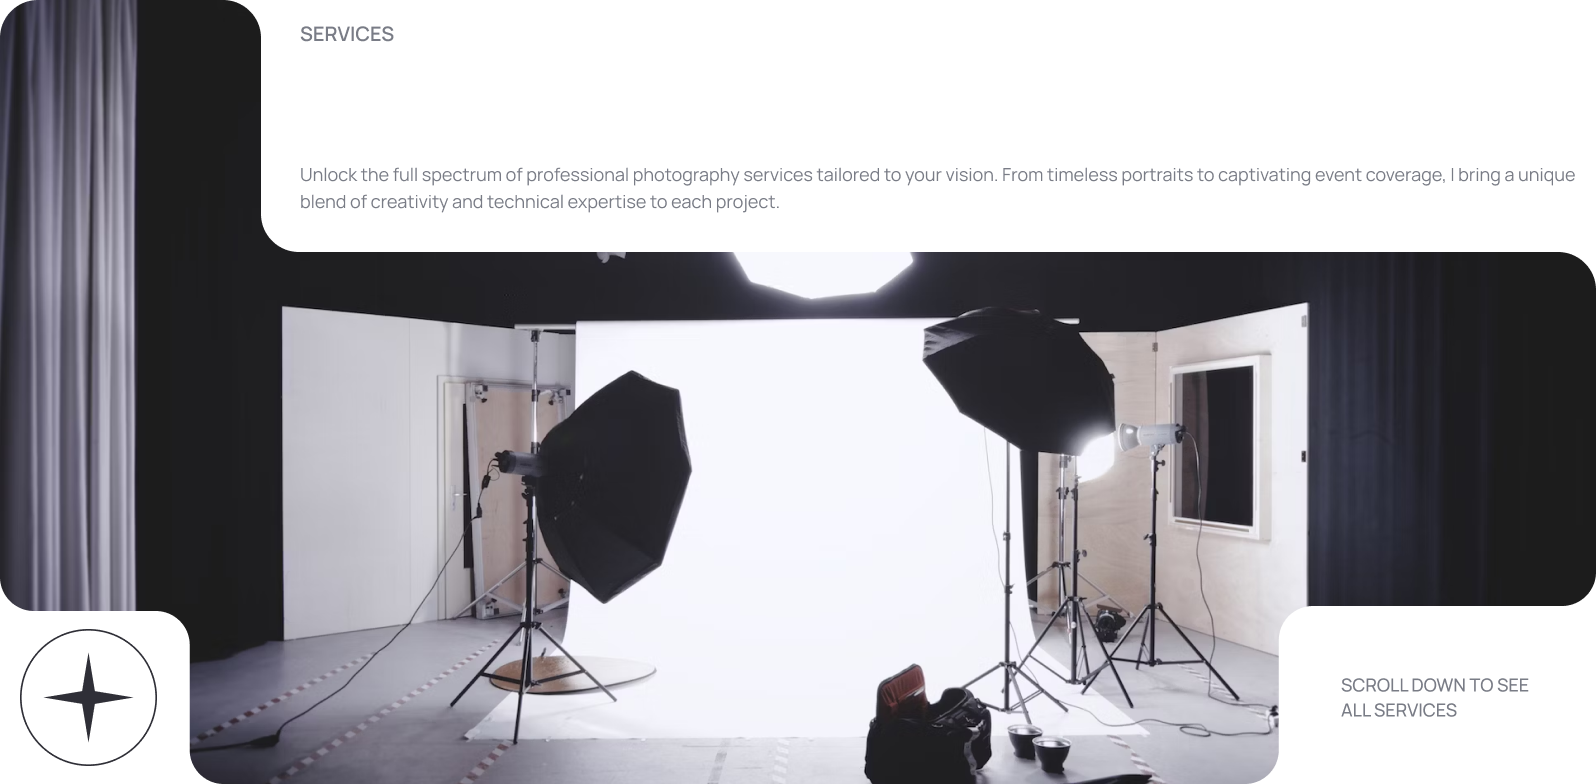 SERVICES
Unlock the full spectrum of professional photography services tailored to your vision. From timeless portraits to captivating event coverage, I bring a unique
blend of creativity and technical expertise to each project.
SCROLL DOWN TO SEE
ALL SERVICES